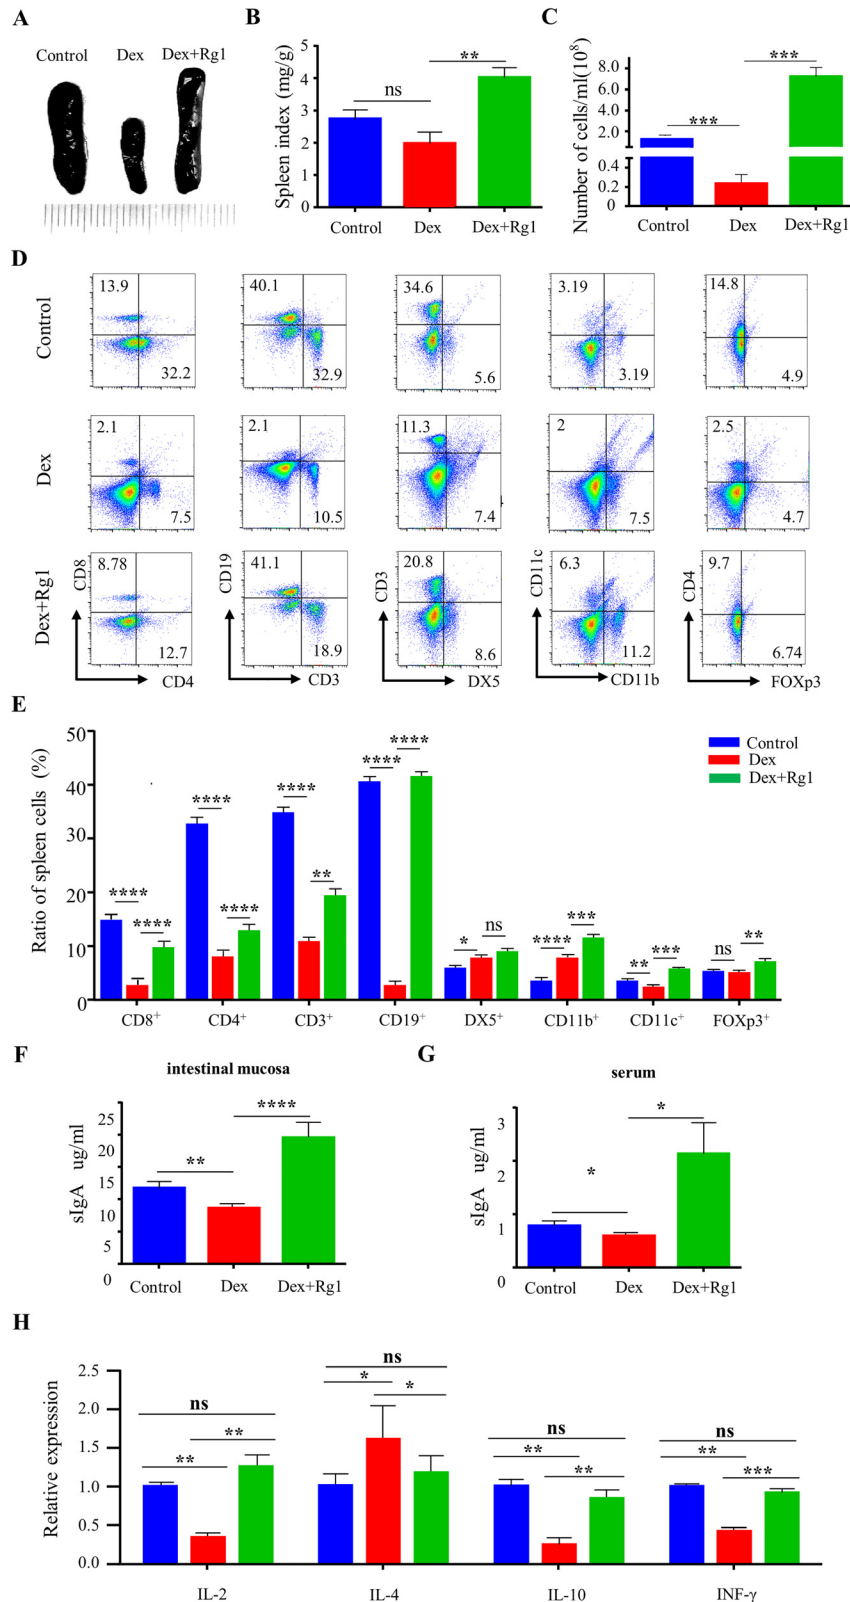 A
Control Dex Dex+Rg1
B
Spleen index (mg/g)
5
4
3
2
1
0
ns
**
Control Dex Dex+Rg1
C
Number of cells/ml(10⁸)
8.0
6.0
4.0
2.0
0.4
0.2
0
***
***
Control Dex Dex+Rg1
D
Control
13.9
32.2
40.1
32.9
34.6
5.6
3.19
3.19
14.8
4.9
Dex
2.1
7.5
2.1
10.5
11.3
7.4
2
7.5
2.5
4.7
Dex+Rg1
8.78
12.7
CD8
CD4
41.1
18.9
CD19
CD3
20.8
8.6
CD3
DX5
6.3
11.2
CD11c
CD11b
9.7
6.74
CD4
FOXp3
E
Ratio of spleen cells (%)
50
40
30
20
10
0
Control
Dex
Dex+Rg1
****
****
****
****
****
**
****
****
*
ns
****
***
**
***
ns
**
CD8⁺ CD4⁺ CD3⁺ CD19⁺ DX5⁺ CD11b⁺ CD11c⁺ FOXp3⁺
F
intestinal mucosa
sIgA ug/ml
25
20
15
10
5
0
**
****
Control Dex Dex+Rg1
G
serum
sIgA ug/ml
3
2
1
0
*
*
Control Dex Dex+Rg1
H
Relative expression
2.5
2.0
1.5
1.0
0.5
0.0
ns
**
**
ns
*
*
ns
**
**
ns
**
***
IL-2 IL-4 IL-10 INF-γ